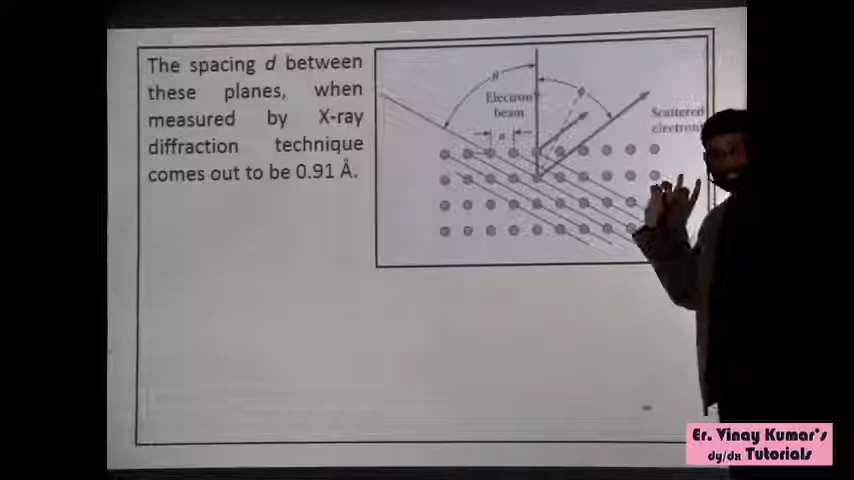 The spacing d between
these planes, when
measured by X-ray
diffraction technique
comes out to be 0.91 Å.
θ
ϕ
Electron
beam
a
Scattered
electron
Er. Vinay Kumar's
dy/dx Tutorials